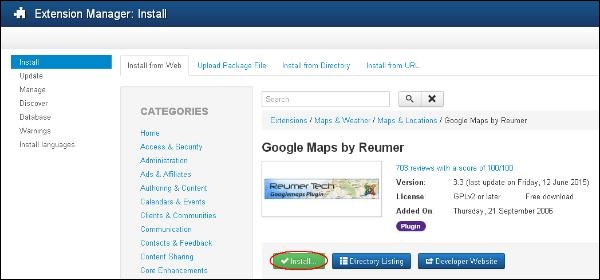 Extension Manager: Install
Install
Update
Manage
Discover
Database
Warnings
Install languages
Install from Web
Upload Package File
Install from Directory
Install from URL
CATEGORIES
Home
Access & Security
Administration
Ads & Affiliates
Authoring & Content
Calendars & Events
Clients & Communities
Communication
Contacts & Feedback
Content Sharing
Core Enhancements
Search
Extensions / Maps & Weather / Maps & Locations / Google Maps by Reumer
Google Maps by Reumer
Reumer Tech
Googlemaps Plugin
703 reviews with a score of 100/100
Version: 3.3 (last update on Friday, 12 June 2015)
License: GPLv2 or later Free download
Added On: Thursday, 21 September 2006
Plugin
Install...
Directory Listing
Developer Website